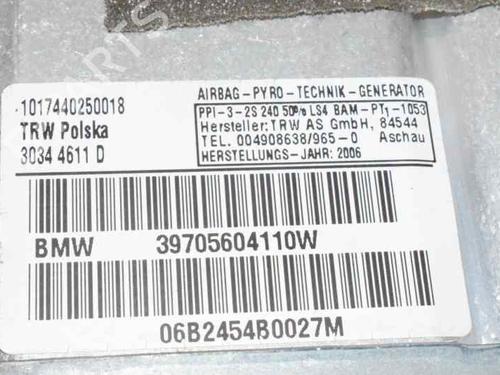 1017440250018
TRW Polska
3034 4611 D
AIRBAG-PYRO-TECHNIK-GENERATOR
PPI-3-2S 240 50% LS4 BAM-PT1-1053
Hersteller: TRW AS GmbH, 84544
TEL. 004908638/965-0 Aschau
HERSTELLUNGS-JAHR: 2006
BMW 39705604110W
06B2454B0027M